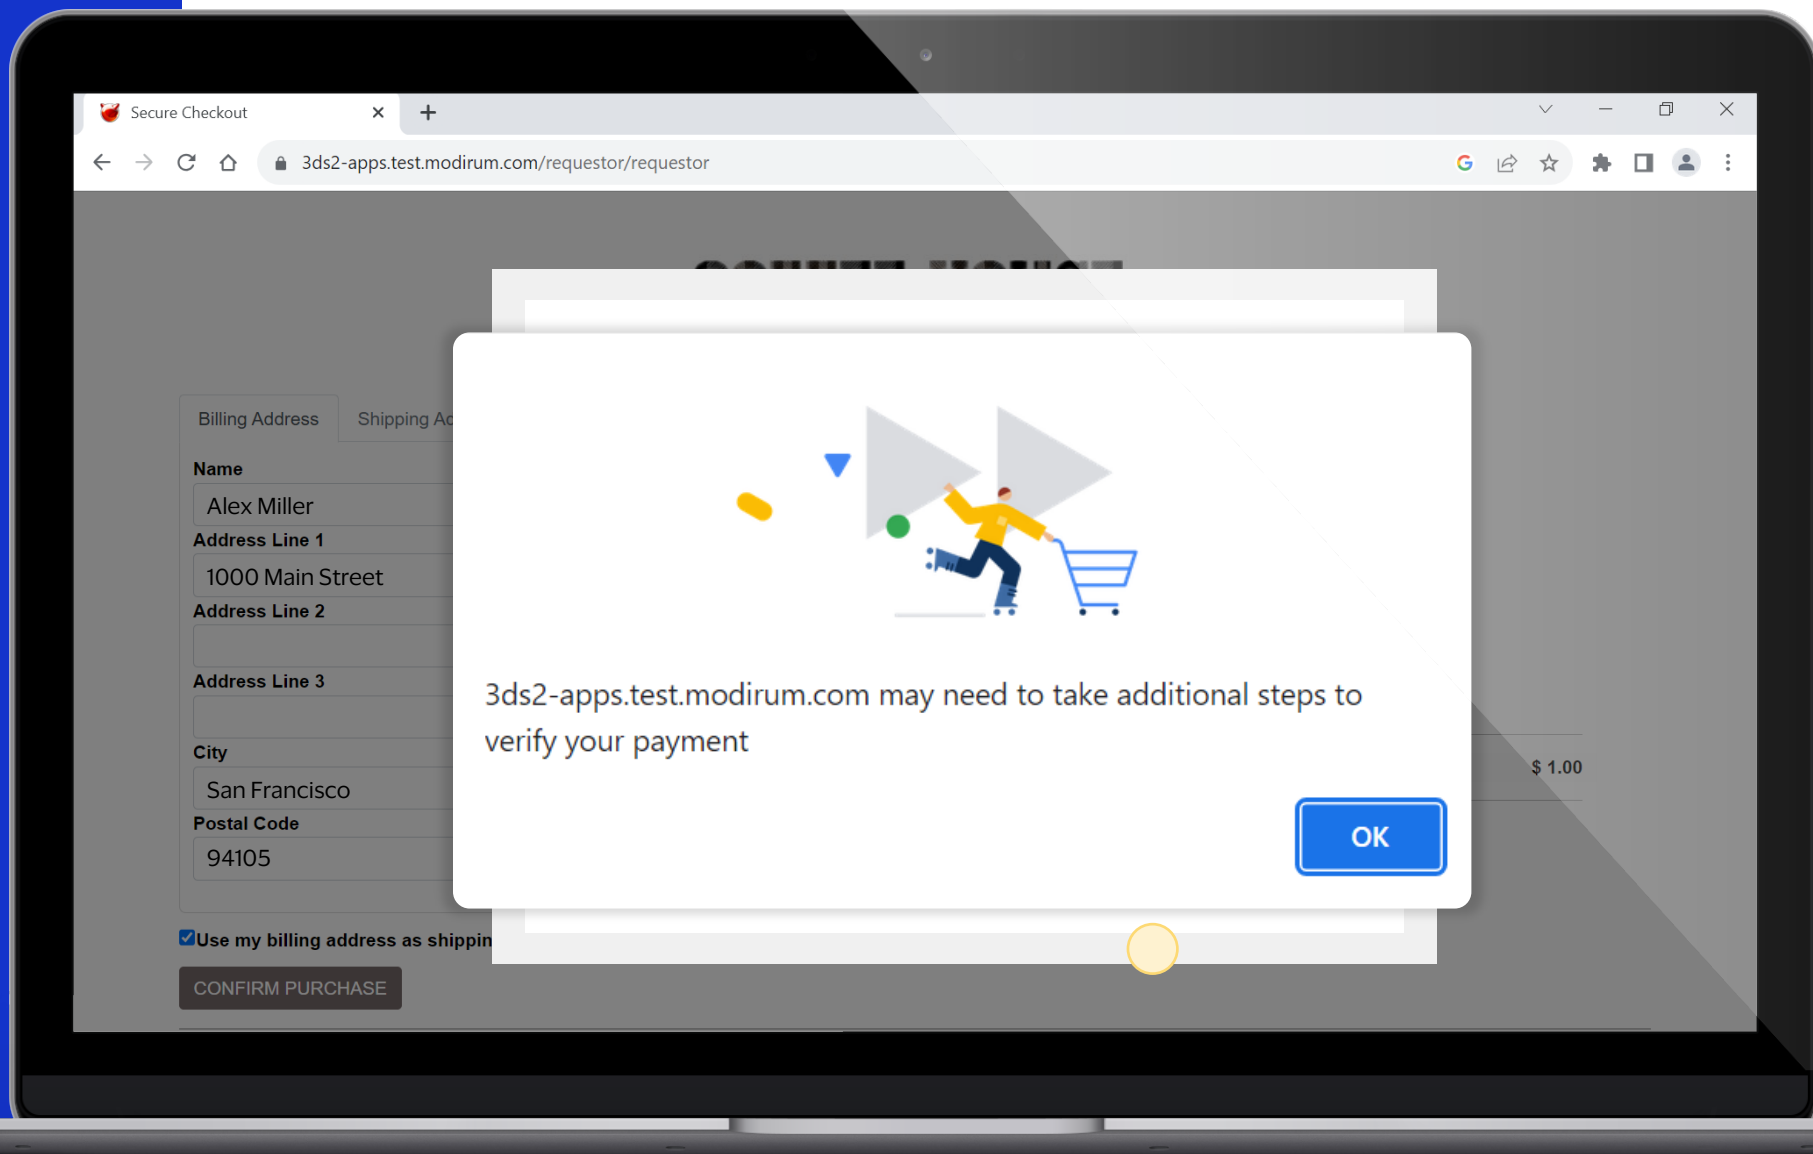 Secure Checkout
3ds2-apps.test.modirum.com/requestor/requestor
Billing Address
Shipping Ad
Name
Alex Miller
Address Line 1
1000 Main Street
Address Line 2
Address Line 3
City
San Francisco
Postal Code
94105
Use my billing address as shippin
CONFIRM PURCHASE
3ds2-apps.test.modirum.com may need to take additional steps to
verify your payment
OK
$ 1.00